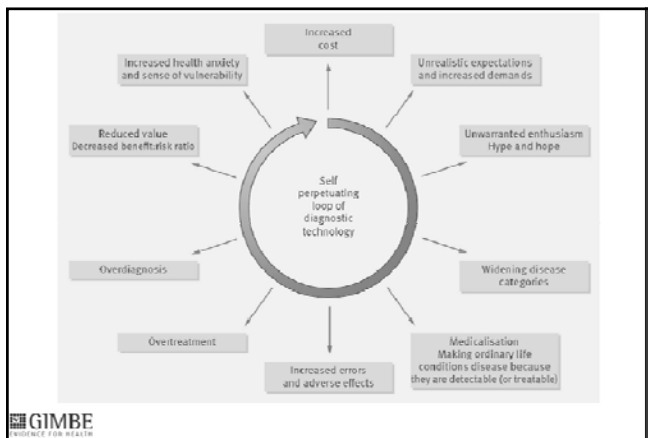 Increased
cost
Unrealistic expectations
and increased demands
Unwarranted enthusiasm
Hype and hope
Widening disease
categories
Medicalisation
Making ordinary life
conditions disease because
they are detectable (or treatable)
Increased errors
and adverse effects
Overtreatment
Overdiagnosis
Reduced value
Decreased benefit:risk ratio
Increased health anxiety
and sense of vulnerability
Self
perpetuating
loop of
diagnostic
technology
GIMBE
EVIDENCE FOR HEALTH